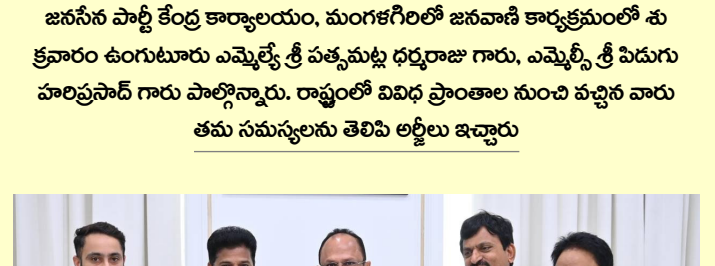 జనసేన పార్టీ కేంద్ర కార్యాలయం, మంగళగిరిలో జనవాణి కార్యక్రమంలో శు
క్రవారం ఉంగుటూరు ఎమ్మెల్యే శ్రీ పత్సమట్ల ధర్మరాజు గారు, ఎమ్మెల్సీ శ్రీ పిడుగు
హరిప్రసాద్ గారు పాల్గొన్నారు. రాష్ట్రంలో వివిధ ప్రాంతాల నుంచి వచ్చిన వారు
తమ సమస్యలను తెలిపి అర్జీలు ఇచ్చారు